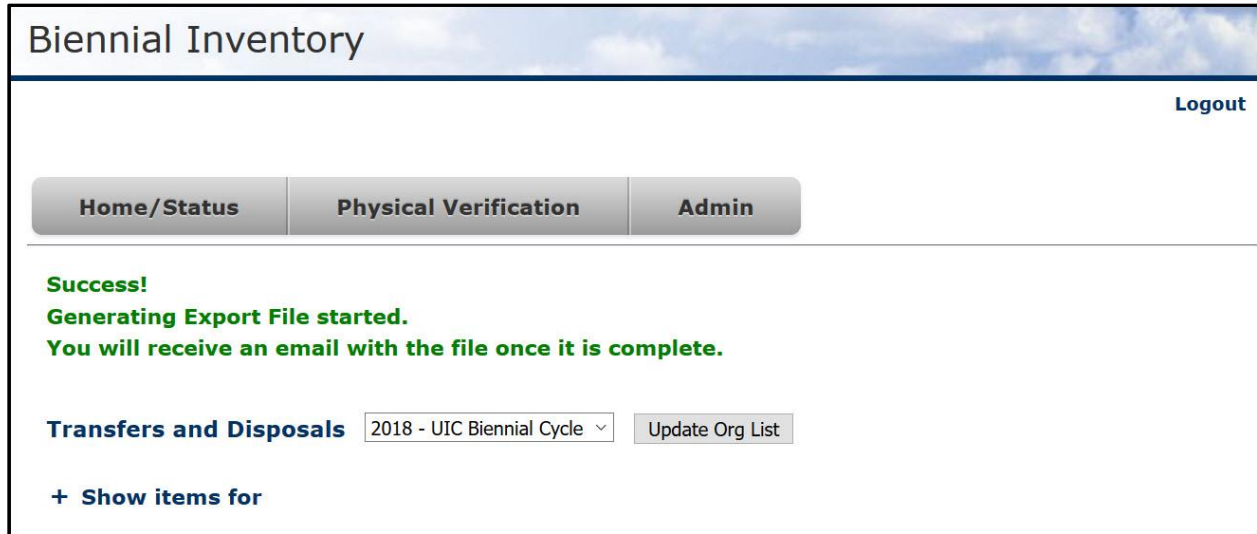 Biennial Inventory
Logout
Home/Status Physical Verification Admin
Success!
Generating Export File started.
You will receive an email with the file once it is complete.
Transfers and Disposals 2018 - UIC Biennial Cycle Update Org List
+ Show items for